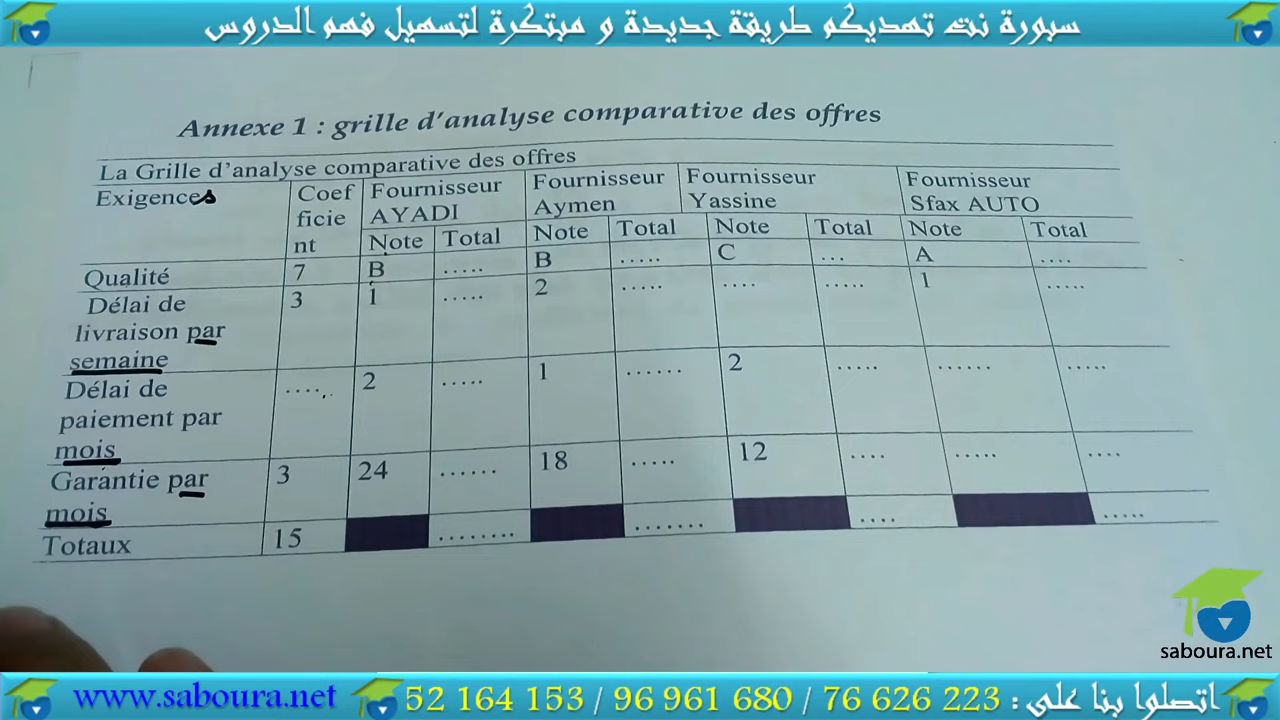 سبورة نت تهديكم طريقة جديدة و مبتكرة لتسهيل فهم الدروس
Annexe 1 : grille d'analyse comparative des offres
La Grille d'analyse comparative des offres
Exigences Coef ficie nt Fournisseur AYADI Fournisseur Aymen Fournisseur Yassine Fournisseur Sfax AUTO
Note Total Note Total Note Total Note Total
Qualité 7 B ..... B ..... C ... A ....
Délai de livraison par semaine 3 1 ..... 2 ..... .... ..... 1 .....
Délai de paiement par mois .... 2 ..... 1 ...... 2 ..... ...... .....
Garantie par mois 3 24 ...... 18 ..... 12 .... ..... ....
Totaux 15 ........ ....... .... .....
saboura.net
www.saboura.net
اتصلوا بنا على : 223 626 76 / 680 961 96 / 153 164 52